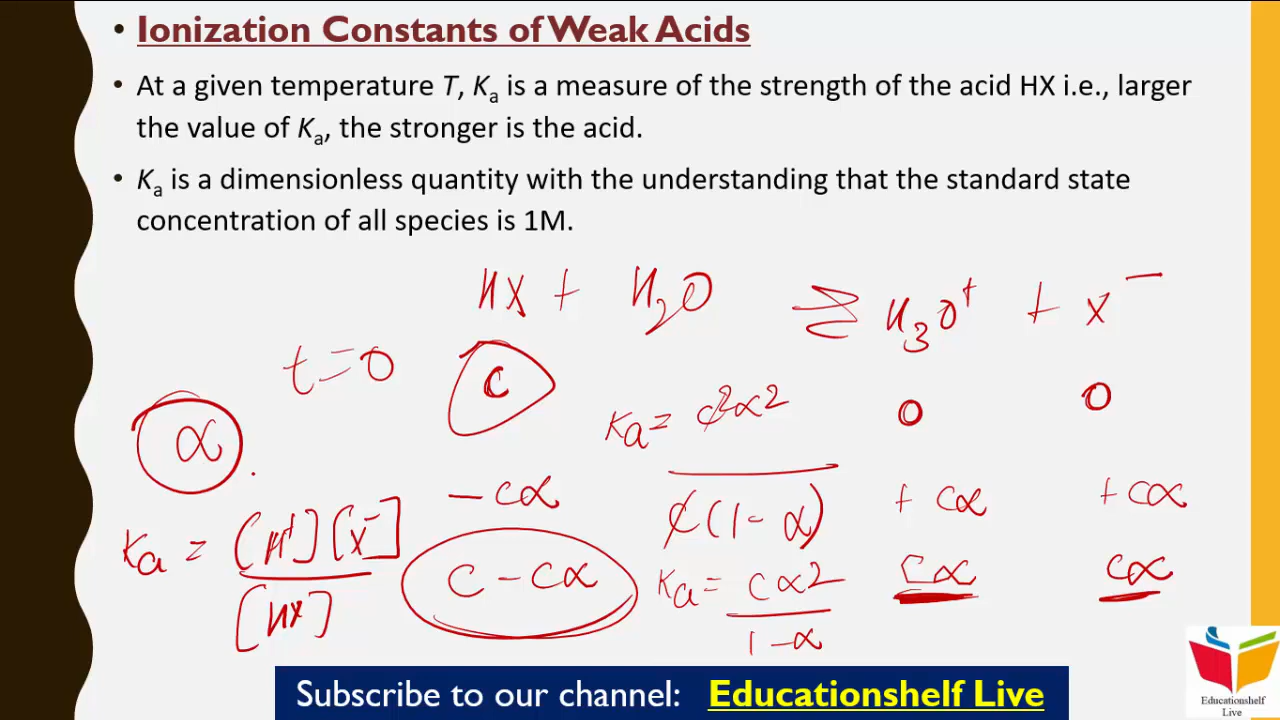 • Ionization Constants of Weak Acids
• At a given temperature T, Ka is a measure of the strength of the acid HX i.e., larger
the value of Ka, the stronger is the acid.
• Ka is a dimensionless quantity with the understanding that the standard state
concentration of all species is 1M.
HX + H2O ⇌ H3O+ + X−
t=0 C 0 0
α
Ka = c2α2
c(1-α)
-cα + cα + cα
Ka = [H+][X-]
[HX]
C - cα cα cα
Ka = cα2
1-α
Subscribe to our channel: Educationshelf Live
Educationshelf
Live